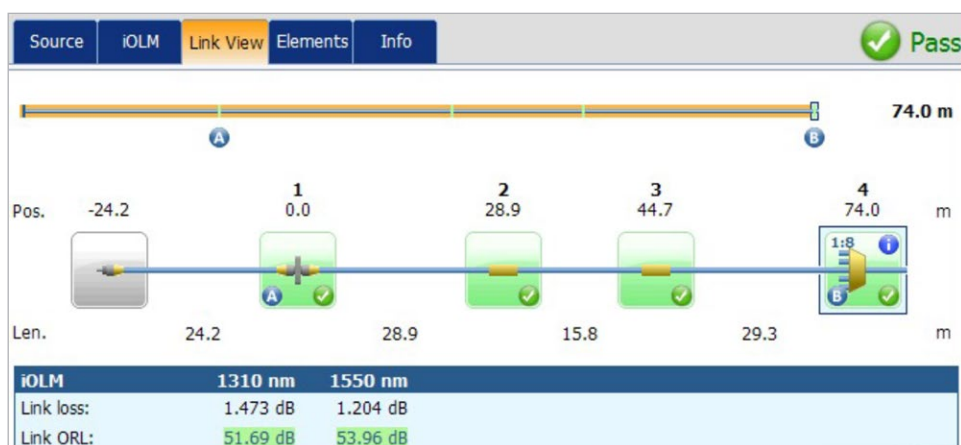 Source iOLM Link View Elements Info Pass
74.0 m
A B
1 2 3 4
Pos. -24.2 0.0 28.9 44.7 74.0 m
1:8 i
A B
Len. 24.2 28.9 15.8 29.3 m
iOLM 1310 nm 1550 nm
Link loss: 1.473 dB 1.204 dB
Link ORL: 51.69 dB 53.96 dB